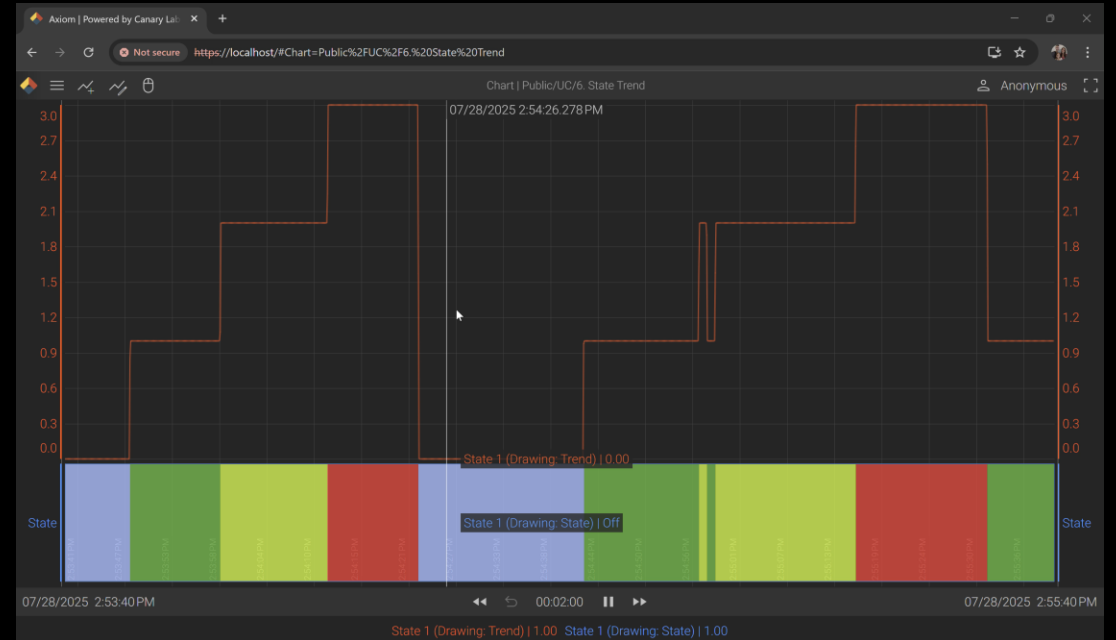 Axiom | Powered by Canary Lab
Not secure https://localhost/#Chart=Public%2FUC%2F6.%20State%20Trend
Chart | Public/UC/6. State Trend
Anonymous
07/28/2025 2:54:26.278 PM
3.0 3.0
2.7 2.7
2.4 2.4
2.1 2.1
1.8 1.8
1.5 1.5
1.2 1.2
0.9 0.9
0.6 0.6
0.3 0.3
0.0 0.0
State 1 (Drawing: Trend) | 0.00
State State 1 (Drawing: State) | Off State
07/28/2025 2:53:40 PM 00:02:00 07/28/2025 2:55:40 PM
State 1 (Drawing: Trend) | 1.00 State 1 (Drawing: State) | 1.00